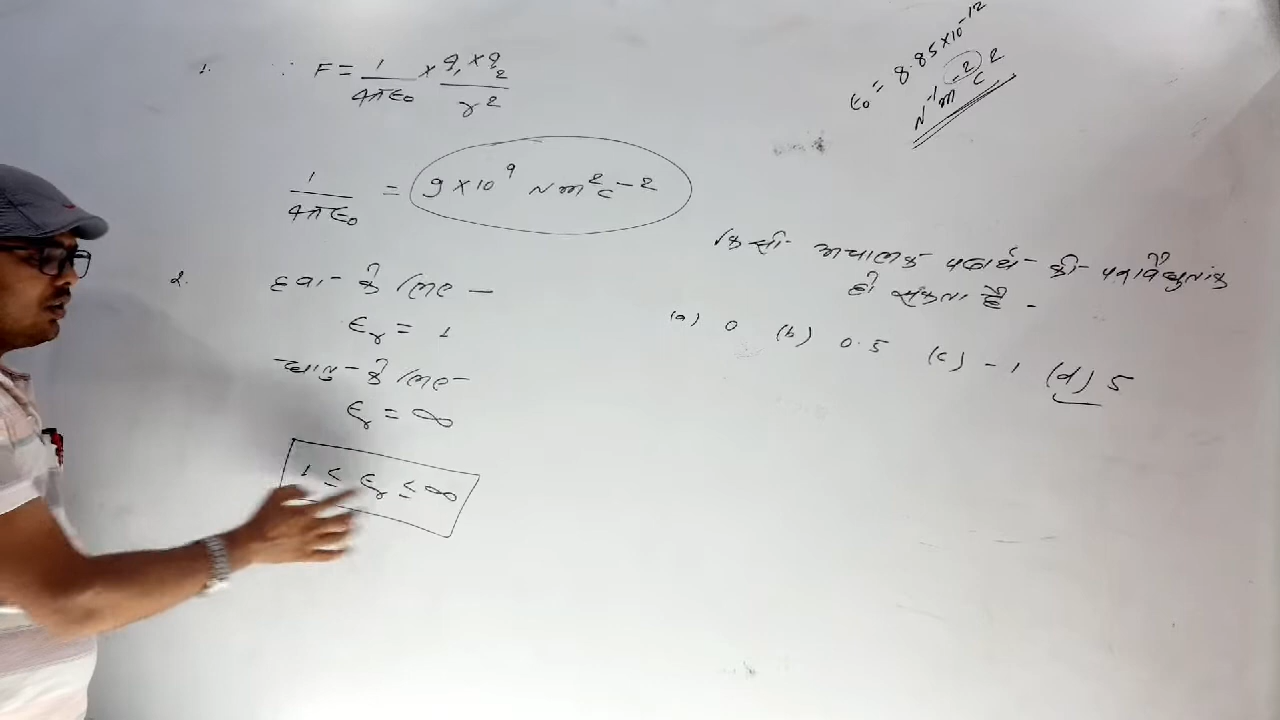 1. ∵ F = 1/4πε₀ × q₁ × q₂/r²
1/4πε₀ = 9 × 10⁹ Nm²c⁻²
2. हवा के लिए -
εᵣ = 1
धातु के लिए -
εᵣ = ∞
1 ≤ εᵣ ≤ ∞
ε₀ = 8.85 × 10⁻¹²
N⁻¹m⁻²c²
किसी अचालक पदार्थ की परावैद्युतांक
हो सकता है -
(a) 0 (b) 0.5 (c) -1 (d) 5